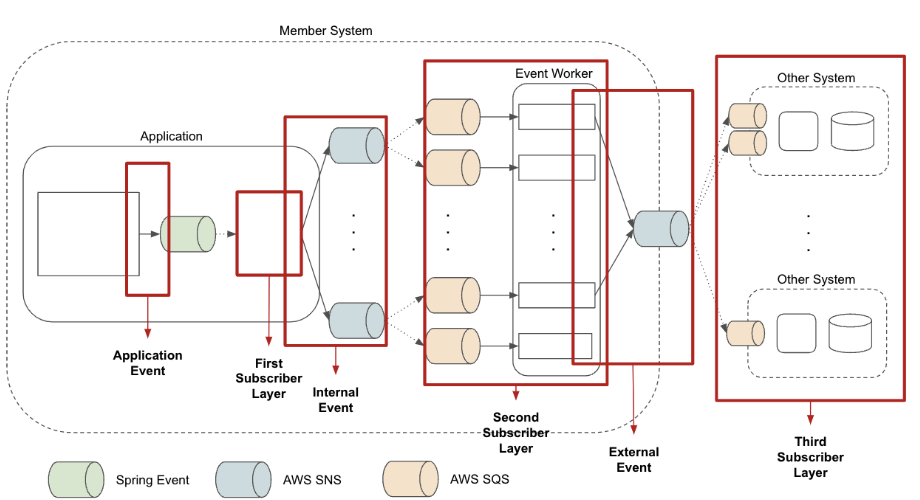 Member System
Event Worker
Other System
Application
Other System
Application
Event
First
Subscriber
Layer
Internal
Event
Second
Subscriber
Layer
External
Event
Third
Subscriber
Layer
Spring Event
AWS SNS
AWS SQS